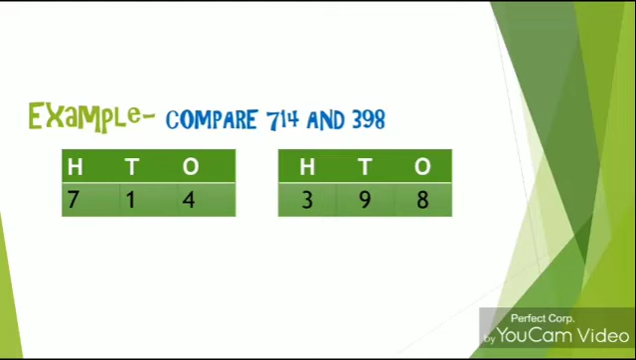 Example- COMPARE 714 AND 398
H T O H T O
7 1 4 3 9 8
Perfect Corp.
by YouCam Video